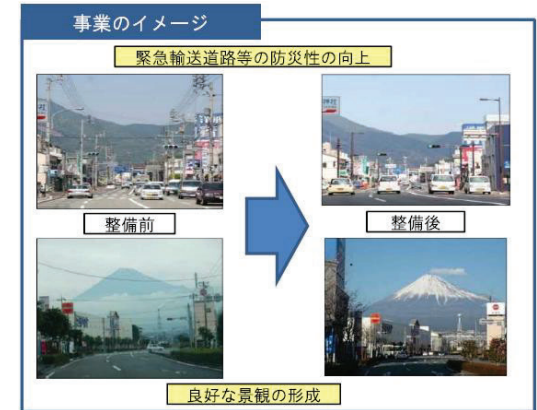 事業のイメージ
緊急輸送道路等の防災性の向上
整備前
整備後
良好な景観の形成